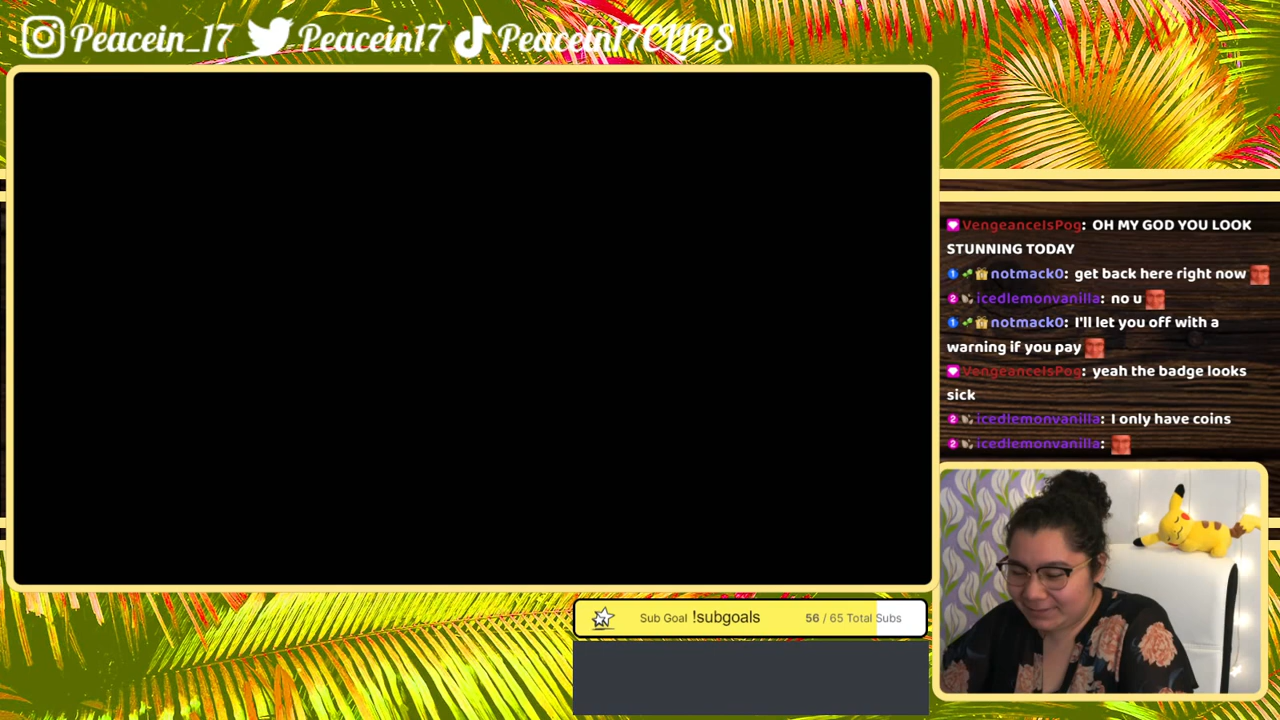 Peacein_17 Peacein17 Peacein17ClIPS
VengeanceIsPog: OH MY GOD YOU LOOK
STUNNING TODAY
notmack0: get back here right now
icedlemonvanilla: no u
notmack0: I'll let you off with a
warning if you pay
VengeanceIsPog: yeah the badge looks
sick
icedlemonvanilla: I only have coins
icedlemonvanilla:
Sub Goal !subgoals 56 / 65 Total Subs